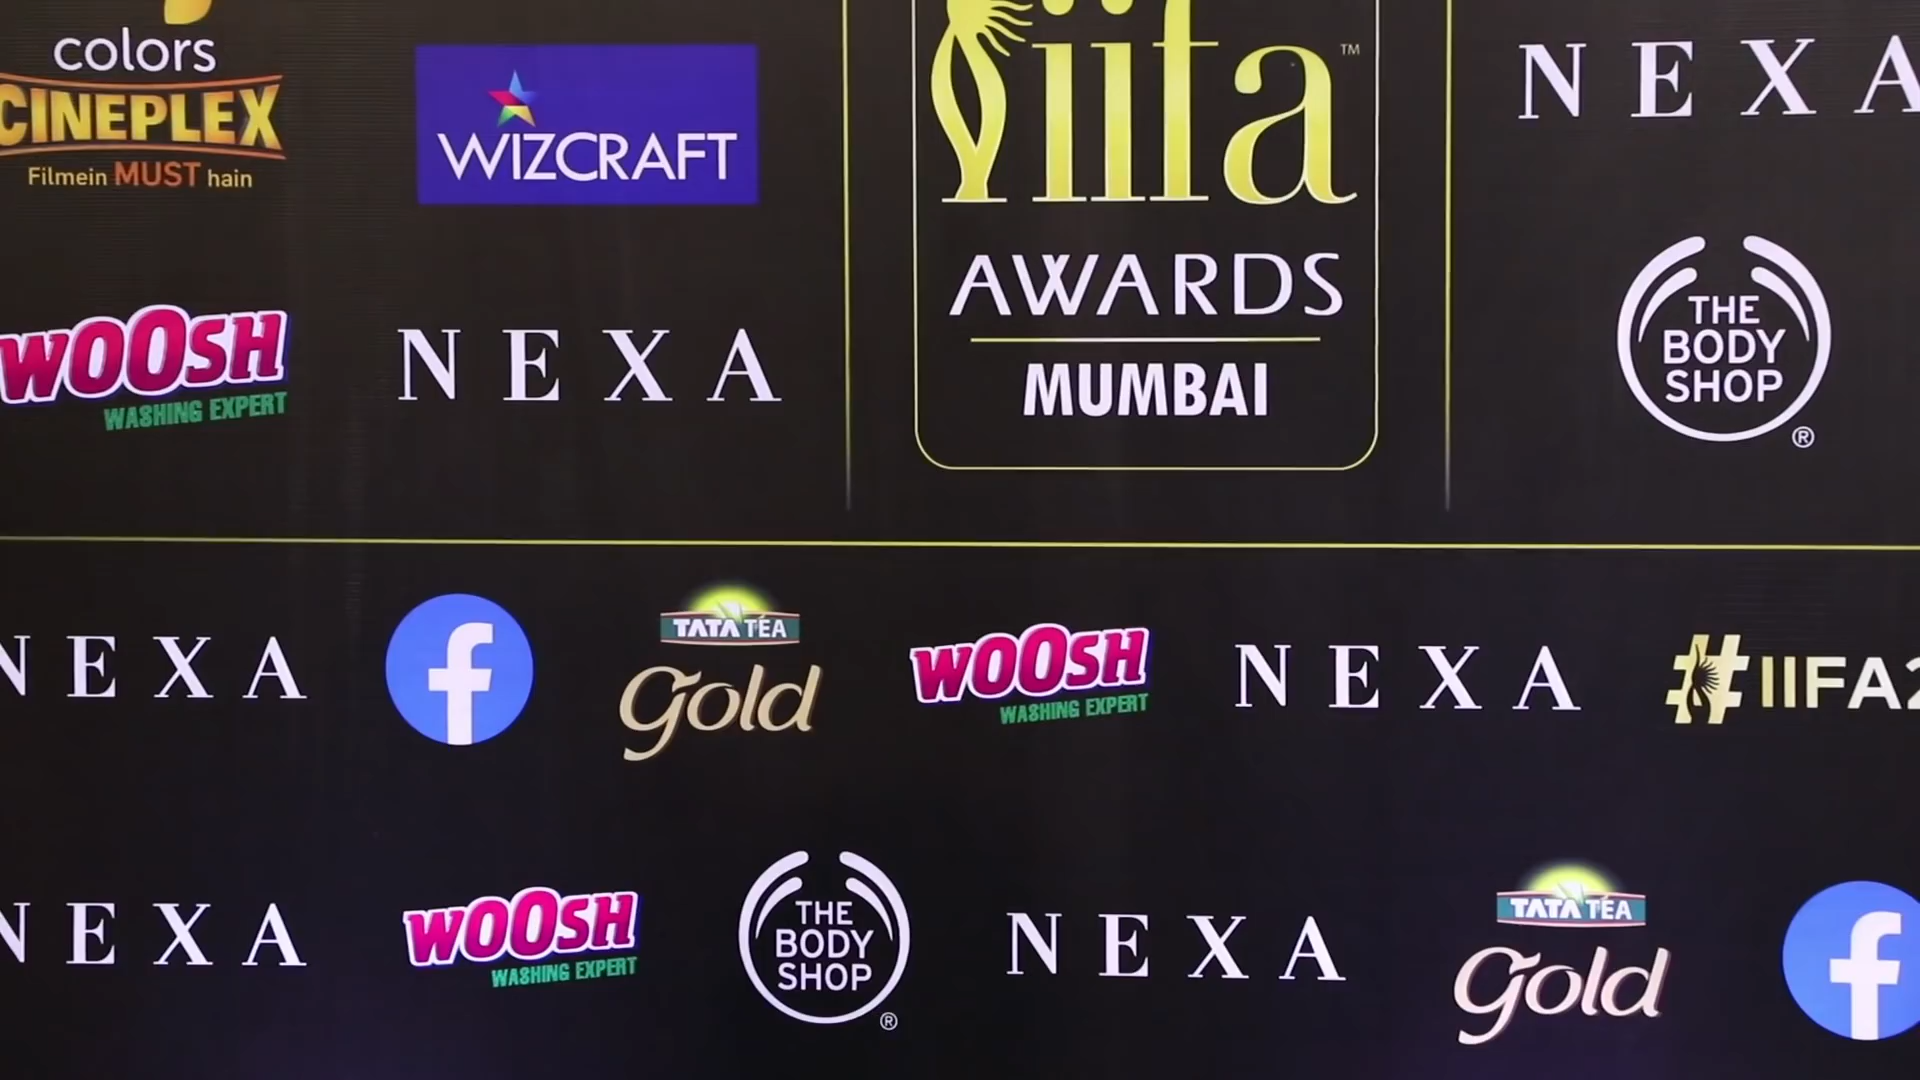 colors
CINEPLEX
Filmein MUST hain
WIZCRAFT
iifa™
AWARDS
MUMBAI
NEXA
WOOSH
WASHING EXPERT
NEXA
THE
BODY
SHOP
®
NEXA
f
TATA TEA
Gold
WOOSH
WASHING EXPERT
NEXA
#IIFA2
NEXA
WOOSH
WASHING EXPERT
THE
BODY
SHOP
®
NEXA
TATA TEA
Gold
f